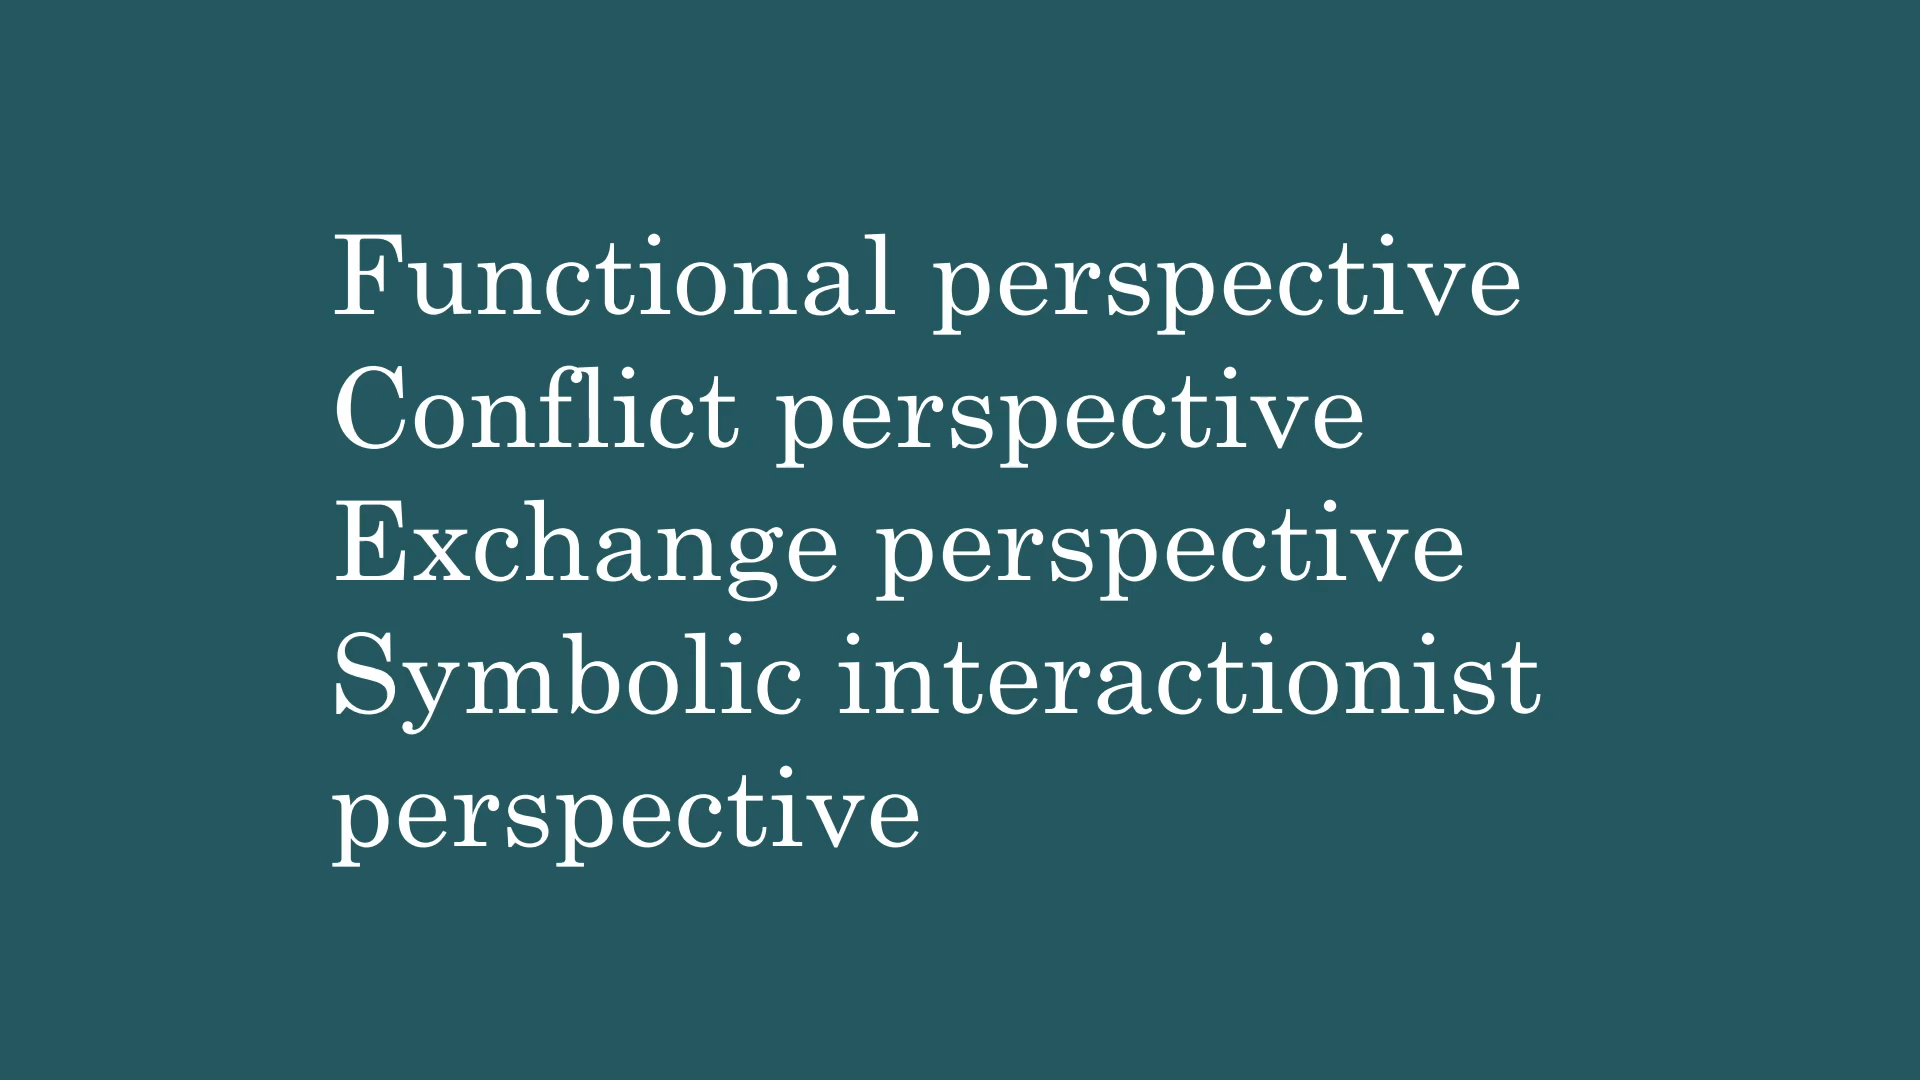 Functional perspective
Conflict perspective
Exchange perspective
Symbolic interactionist
perspective